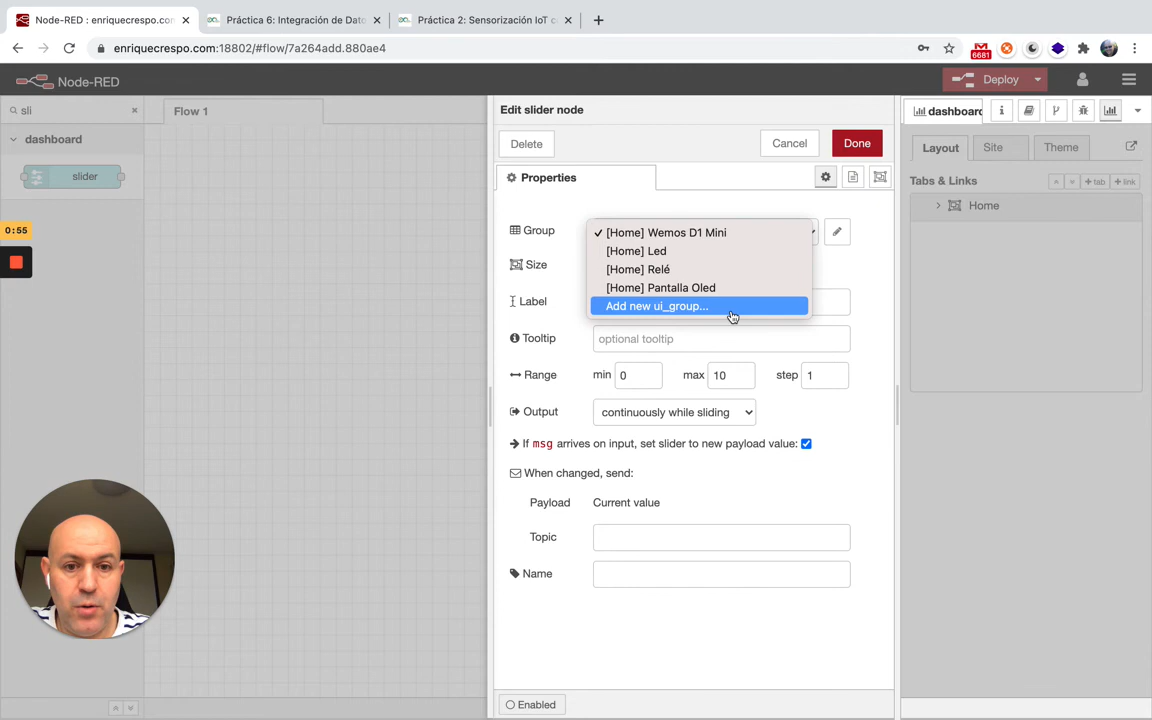 Node-RED : enriquecrespo.com
Práctica 6: Integración de Dato
Práctica 2: Sensorización IoT c
enriquecrespo.com:18802/#flow/7a264add.880ae4
6681
Node-RED
Deploy
sli
Flow 1
Edit slider node
dashboard
dashboard
Delete
Cancel
Done
Layout
Site
Theme
slider
Properties
Tabs & Links
tab
link
Home
0:55
Group
[Home] Wemos D1 Mini
[Home] Led
Size
[Home] Relé
[Home] Pantalla Oled
Label
Add new ui_group...
Tooltip
optional tooltip
Range
min
0
max
10
step
1
Output
continuously while sliding
If msg arrives on input, set slider to new payload value:
When changed, send:
Payload
Current value
Topic
Name
Enabled